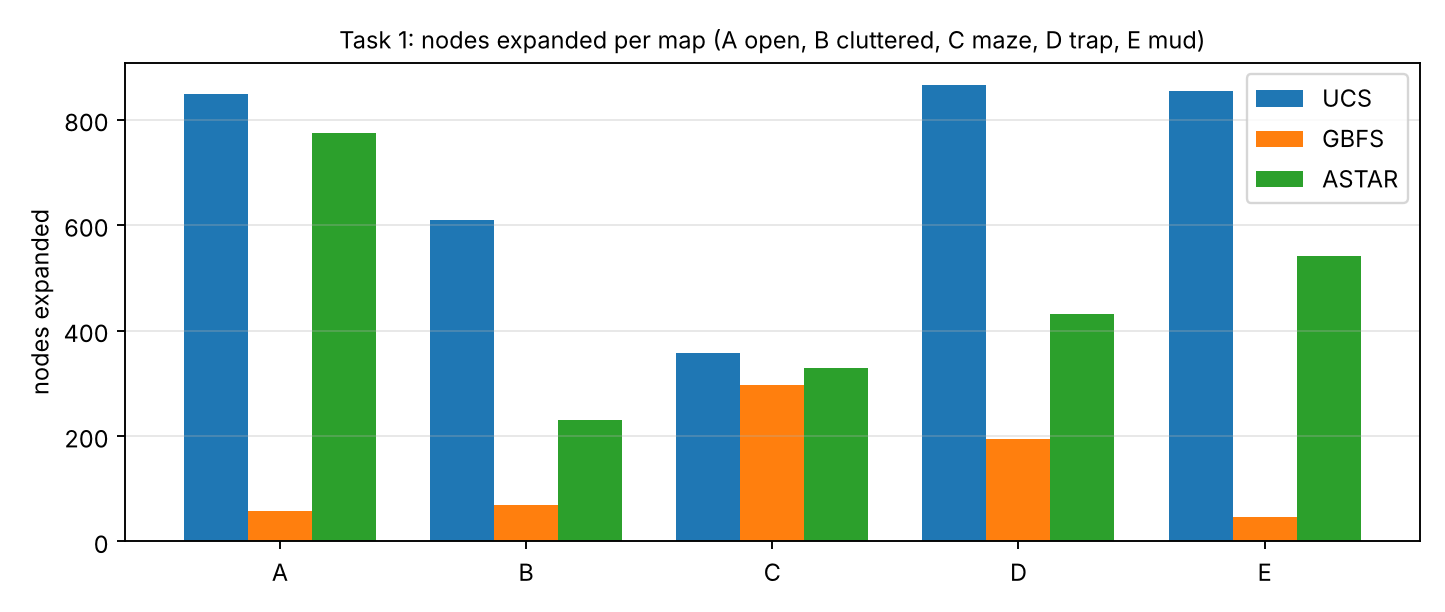 Task 1: nodes expanded per map (A open, B cluttered, C maze, D trap, E mud)
nodes expanded
800
600
400
200
0
A
B
C
D
E
UCS
GBFS
ASTAR